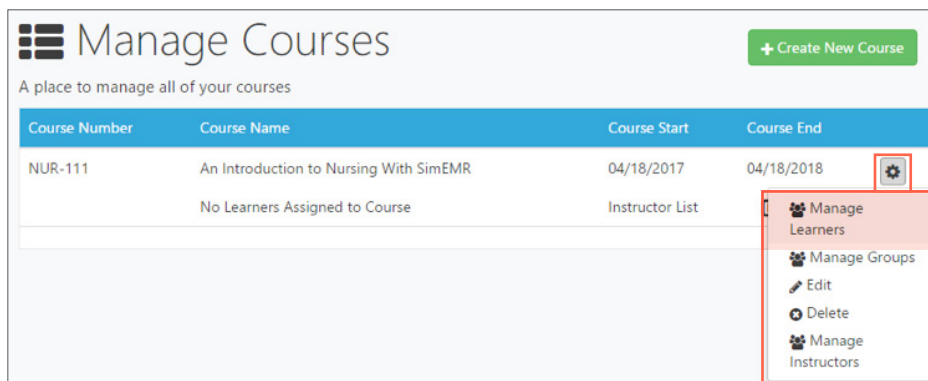 Manage Courses
+ Create New Course
A place to manage all of your courses
Course Number Course Name Course Start Course End
NUR-111 An Introduction to Nursing With SimEMR 04/18/2017 04/18/2018
No Learners Assigned to Course Instructor List
Manage
Learners
Manage Groups
Edit
Delete
Manage
Instructors